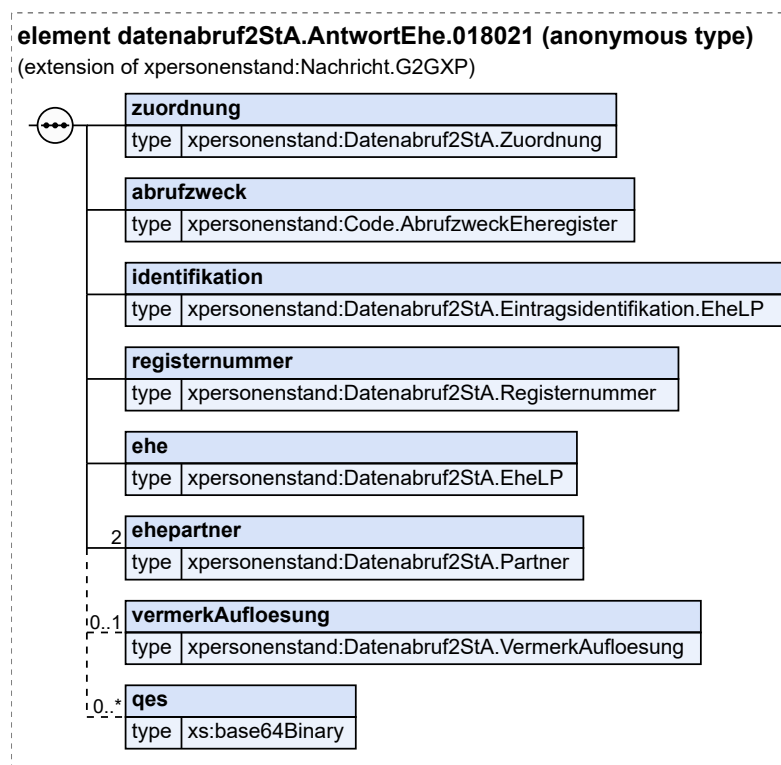 element datenabruf2StA.AntwortEhe.018021 (anonymous type)
(extension of xpersonenstand:Nachricht.G2GXP)
zuordnung
type xpersonenstand:Datenabruf2StA.Zuordnung
abrufzweck
type xpersonenstand:Code.AbrufzweckEheregister
identifikation
type xpersonenstand:Datenabruf2StA.Eintragsidentifikation.EheLP
registernummer
type xpersonenstand:Datenabruf2StA.Registernummer
ehe
type xpersonenstand:Datenabruf2StA.EheLP
2 ehepartner
type xpersonenstand:Datenabruf2StA.Partner
0..1 vermerkAufloesung
type xpersonenstand:Datenabruf2StA.VermerkAufloesung
0..* qes
type xs:base64Binary